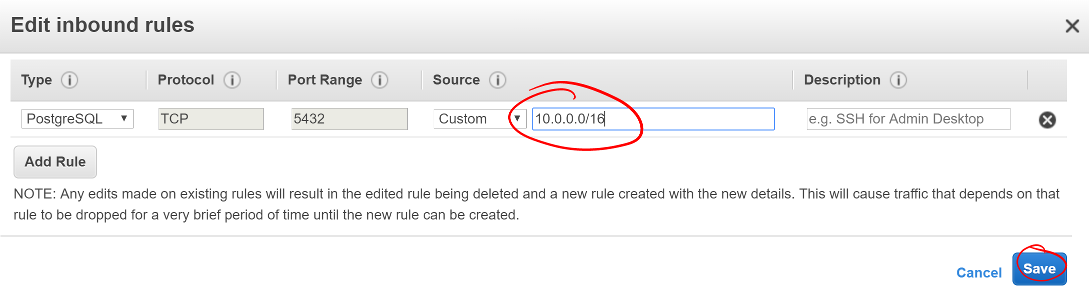 Edit inbound rules
Type Protocol Port Range Source Description
PostgreSQL TCP 5432 Custom 10.0.0.0/16 e.g. SSH for Admin Desktop
Add Rule
NOTE: Any edits made on existing rules will result in the edited rule being deleted and a new rule created with the new details. This will cause traffic that depends on that
rule to be dropped for a very brief period of time until the new rule can be created.
Cancel Save